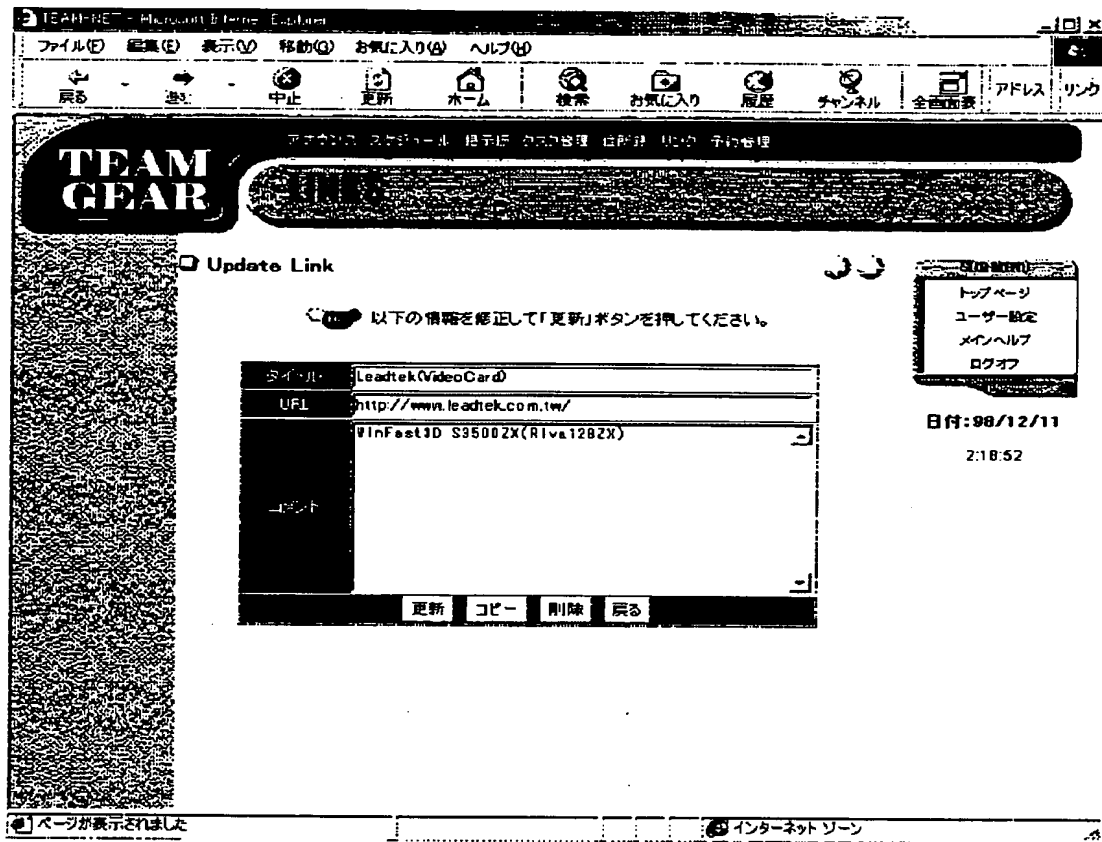 TEAM-NET - Microsoft Internet Explorer
ファイル(F) 編集(E) 表示(V) 移動(G) お気に入り(A) ヘルプ(H)
戻る 進む 中止 更新 ホーム 検索 お気に入り 履歴 チャンネル 全画面表 アドレス リンク
アナウンス スケジュール 掲示板 タスク管理 住所録 リンク 予約管理
TEAM
GEAR
LINKS
Update Link
以下の情報を修正して「更新」ボタンを押してください。
タイトル Leadtek(VideoCard)
URL http://www.leadtek.com.tw/
WinFast3D S3500ZX(Riva128ZX)
コメント
更新 コピー 削除 戻る
トップページ
ユーザー設定
メインヘルプ
ログオフ
日付:98/12/11
2:18:52
ページが表示されました インターネット ゾーン